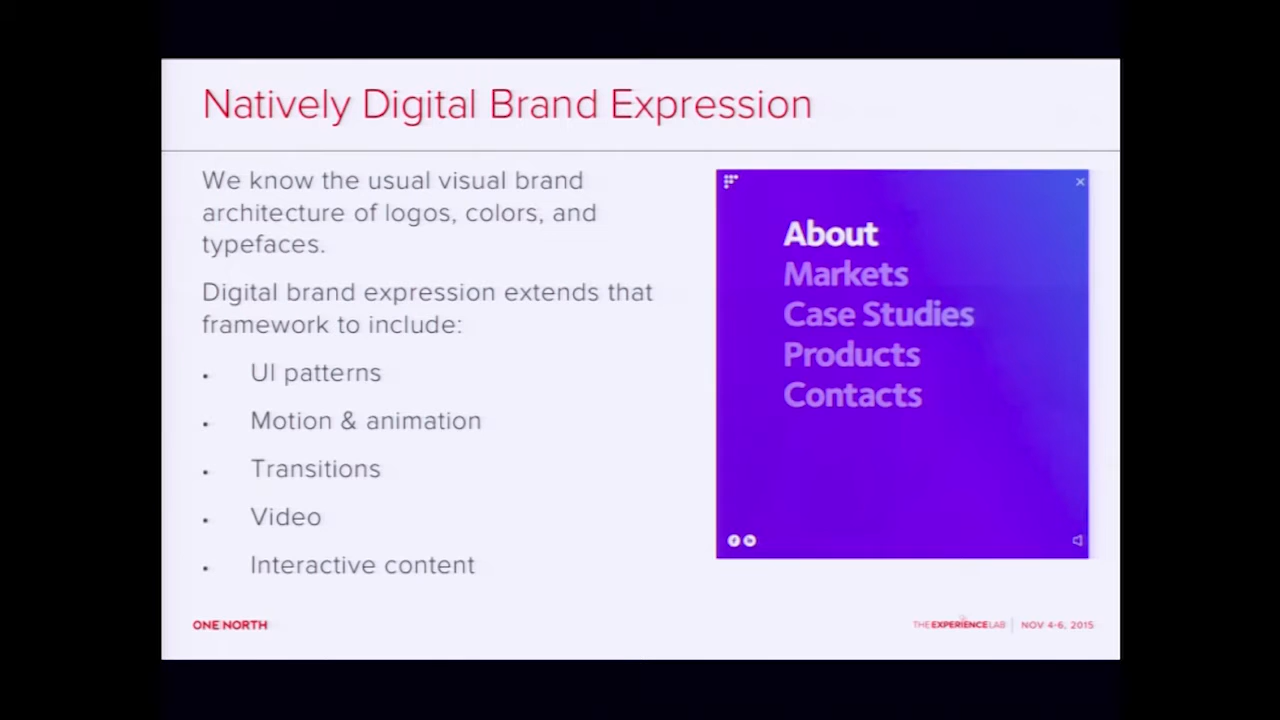 Natively Digital Brand Expression
We know the usual visual brand
architecture of logos, colors, and
typefaces.
Digital brand expression extends that
framework to include:
• UI patterns
• Motion & animation
• Transitions
• Video
• Interactive content
About
Markets
Case Studies
Products
Contacts
ONE NORTH
THE EXPERIENCE LAB | NOV 4-6, 2015